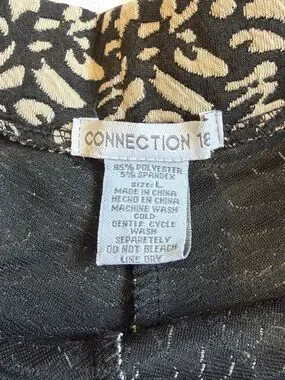 CONNECTION 18
95% POLYESTER
5% SPANDEX
SIZE: L
MADE IN CHINA
HECHO EN CHINA
MACHINE WASH
COLD
GENTLE CYCLE
WASH
SEPARETELY
DO NOT BLEACH
LINE DRY